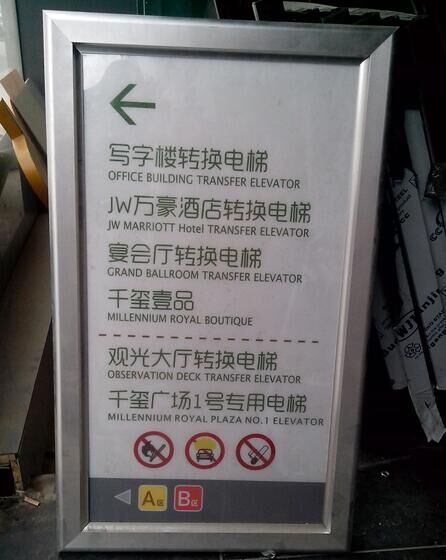 写字楼转换电梯
OFFICE BUILDING TRANSFER ELEVATOR
JW万豪酒店转换电梯
JW MARRIOTT Hotel TRANSFER ELEVATOR
宴会厅转换电梯
GRAND BALLROOM TRANSFER ELEVATOR
千玺壹品
MILLENNIUM ROYAL BOUTIQUE
观光大厅转换电梯
OBSERVATION DECK TRANSFER ELEVATOR
千玺广场1号专用电梯
MILLENNIUM ROYAL PLAZA NO.1 ELEVATOR
A区 B区